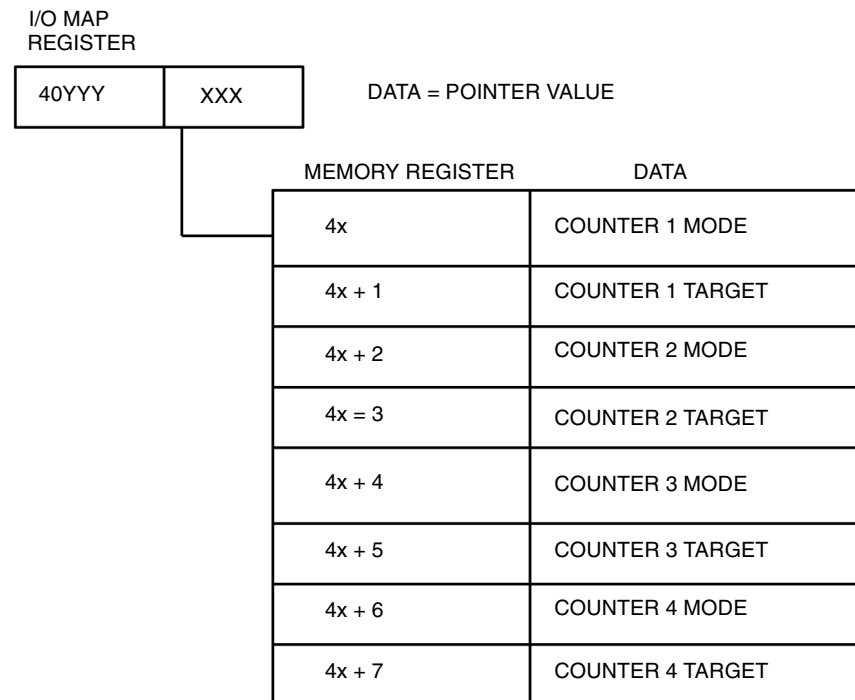 I/O MAP
REGISTER
40YYY XXX DATA = POINTER VALUE
MEMORY REGISTER DATA
4x COUNTER 1 MODE
4x + 1 COUNTER 1 TARGET
4x + 2 COUNTER 2 MODE
4x = 3 COUNTER 2 TARGET
4x + 4 COUNTER 3 MODE
4x + 5 COUNTER 3 TARGET
4x + 6 COUNTER 4 MODE
4x + 7 COUNTER 4 TARGET